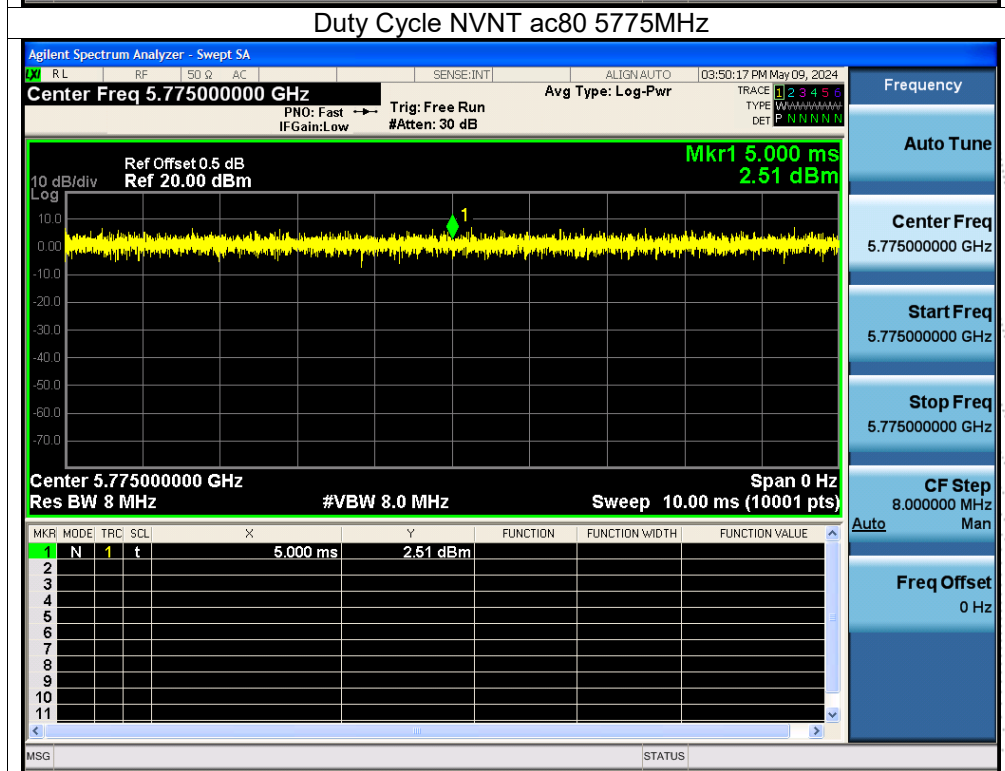 Duty Cycle NVNT ac80 5775MHz
Agilent Spectrum Analyzer - Swept SA
LXI RL RF 50 Ω AC SENSE:INT ALIGN AUTO 03:50:17 PM May 09, 2024
Center Freq 5.775000000 GHz
PNO: Fast
IFGain:Low
Trig: Free Run
#Atten: 30 dB
Avg Type: Log-Pwr
TRACE 1 2 3 4 5 6
TYPE WWWWWW
DET P N N N N N
Ref Offset 0.5 dB
Ref 20.00 dBm
10 dB/div
Log
Mkr1 5.000 ms
2.51 dBm
1
10.0
0.00
-10.0
-20.0
-30.0
-40.0
-50.0
-60.0
-70.0
Center 5.775000000 GHz Span 0 Hz
Res BW 8 MHz #VBW 8.0 MHz Sweep 10.00 ms (10001 pts)
MKR MODE TRC SCL X Y FUNCTION FUNCTION WIDTH FUNCTION VALUE
1 N 1 t 5.000 ms 2.51 dBm
2
3
4
5
6
7
8
9
10
11
MSG STATUS
Frequency
Auto Tune
Center Freq
5.775000000 GHz
Start Freq
5.775000000 GHz
Stop Freq
5.775000000 GHz
CF Step
8.000000 MHz
Auto Man
Freq Offset
0 Hz